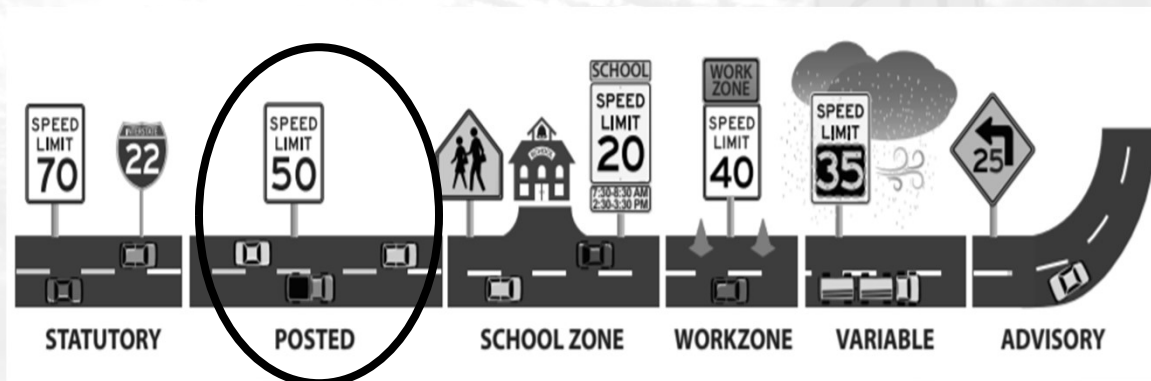 SPEED
LIMIT
70
22
STATUTORY
SPEED
LIMIT
50
POSTED
SCHOOL
SCHOOL
SPEED
LIMIT
20
7:30-8:30 AM
2:30-3:30 PM
SCHOOL ZONE
WORK
ZONE
SPEED
LIMIT
40
WORKZONE
SPEED
LIMIT
35
VARIABLE
25
ADVISORY